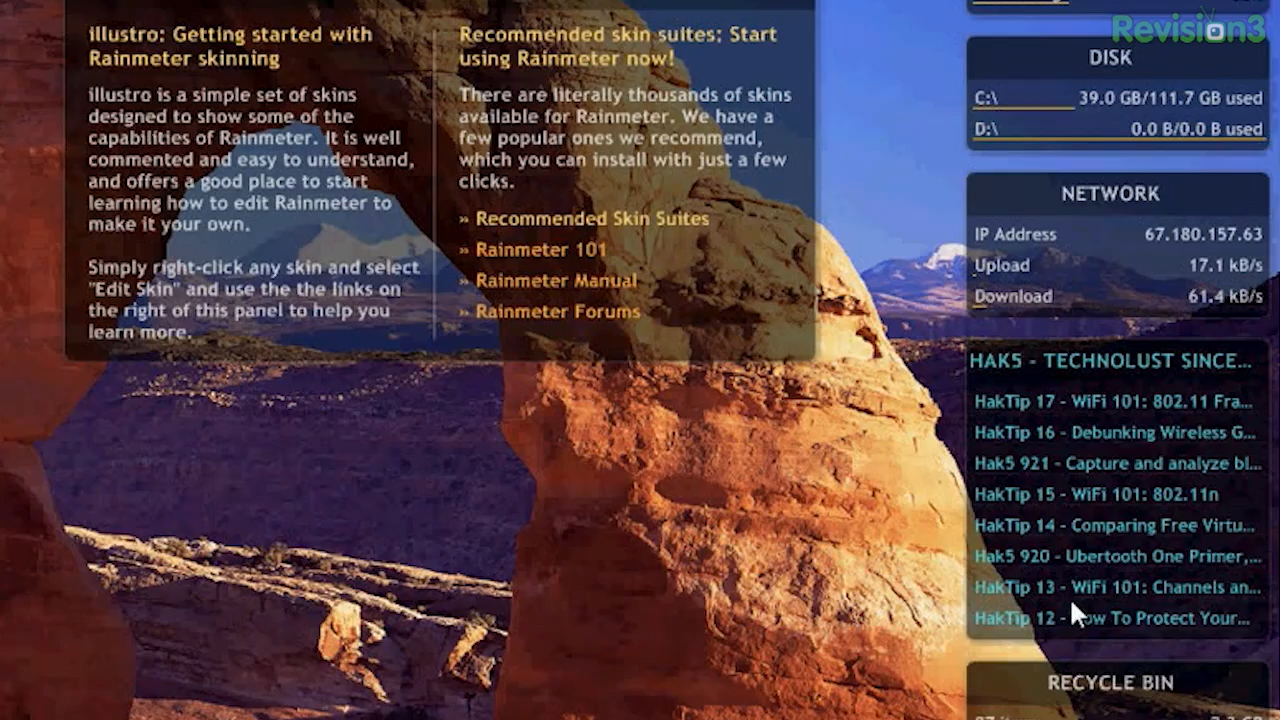 Revision3
illustro: Getting started with
Rainmeter skinning
illustro is a simple set of skins
designed to show some of the
capabilities of Rainmeter. It is well
commented and easy to understand,
and offers a good place to start
learning how to edit Rainmeter to
make it your own.
Simply right-click any skin and select
"Edit Skin" and use the the links on
the right of this panel to help you
learn more.
Recommended skin suites: Start
using Rainmeter now!
There are literally thousands of skins
available for Rainmeter. We have a
few popular ones we recommend,
which you can install with just a few
clicks.
» Recommended Skin Suites
» Rainmeter 101
» Rainmeter Manual
» Rainmeter Forums
DISK
C:\ 39.0 GB/111.7 GB used
D:\ 0.0 B/0.0 B used
NETWORK
IP Address 67.180.157.63
Upload 17.1 kB/s
Download 61.4 kB/s
HAK5 - TECHNOLUST SINCE...
HakTip 17 - WiFi 101: 802.11 Fra...
HakTip 16 - Debunking Wireless G...
Hak5 921 - Capture and analyze bl...
HakTip 15 - WiFi 101: 802.11n
HakTip 14 - Comparing Free Virtu...
Hak5 920 - Ubertooth One Primer,...
HakTip 13 - WiFi 101: Channels an...
HakTip 12 - How To Protect Your...
RECYCLE BIN